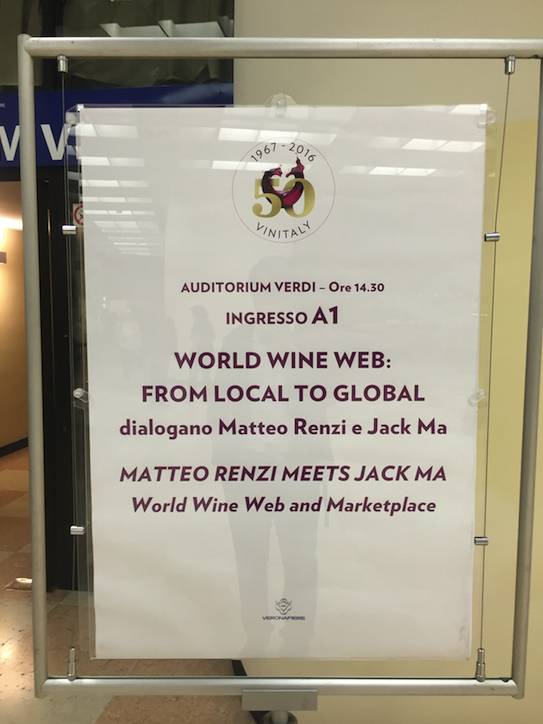 1967 - 2016
50
VINITALY
AUDITORIUM VERDI – Ore 14.30
INGRESSO A1
WORLD WINE WEB:
FROM LOCAL TO GLOBAL
dialogano Matteo Renzi e Jack Ma
MATTEO RENZI MEETS JACK MA
World Wine Web and Marketplace
VERONAFIERE